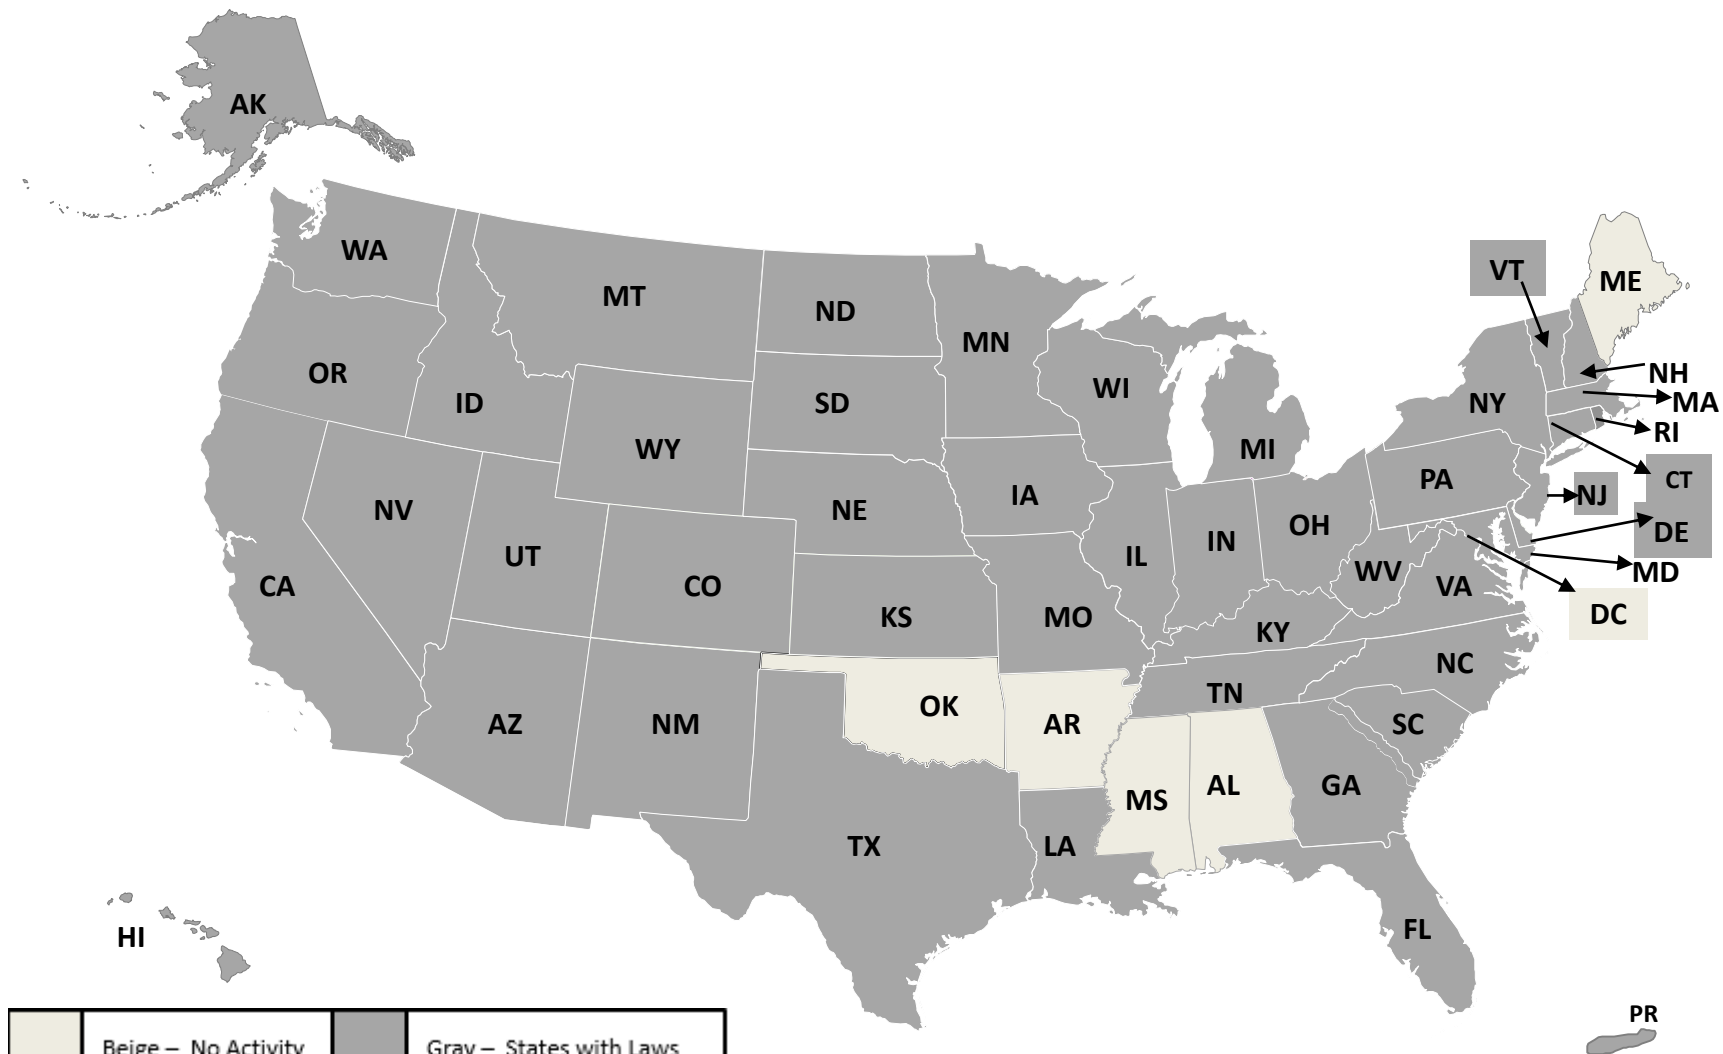 AK
WA
MT
ND
MN
VT
ME
OR
ID
SD
WI
NY
NH
MA
RI
WY
MI
PA
CT
NV
NE
IA
NJ
UT
CO
IL
IN
OH
DE
CA
KS
MO
WV
VA
MD
DC
KY
AZ
NM
OK
AR
TN
NC
SC
TX
LA
MS
AL
GA
HI
FL
PR
Beige – No Activity
Gray – States with Laws